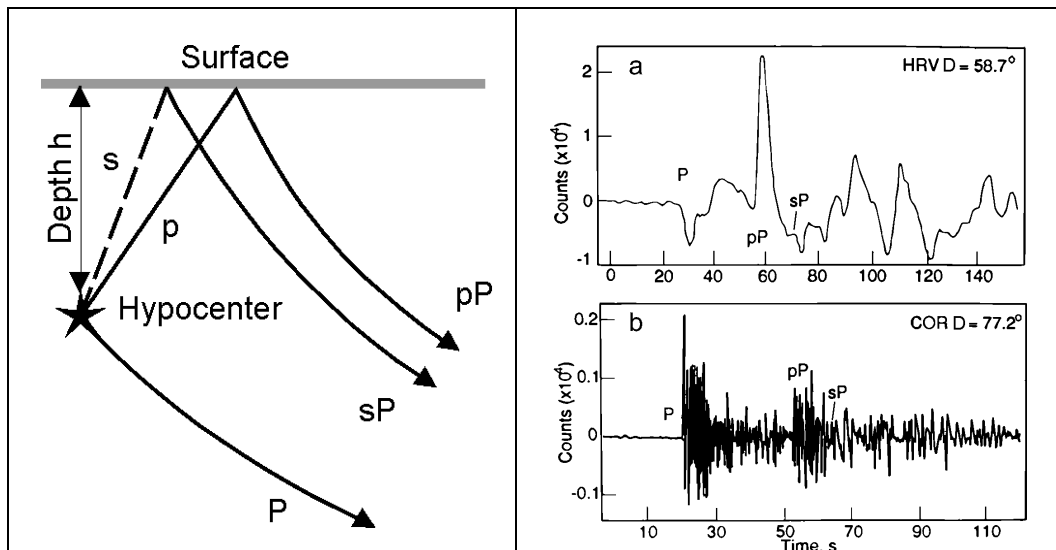 Surface
Depth h
s
p
Hypocenter
pP
sP
P
a
HRV D = 58.7°
Counts (x10⁴)
2
1
0
-1
P
pP
sP
0 20 40 60 80 100 120 140
b
COR D = 77.2°
Counts (x10⁴)
0.2
0.1
0
-0.1
P
pP
sP
10 30 50 70 90 110
Time, s